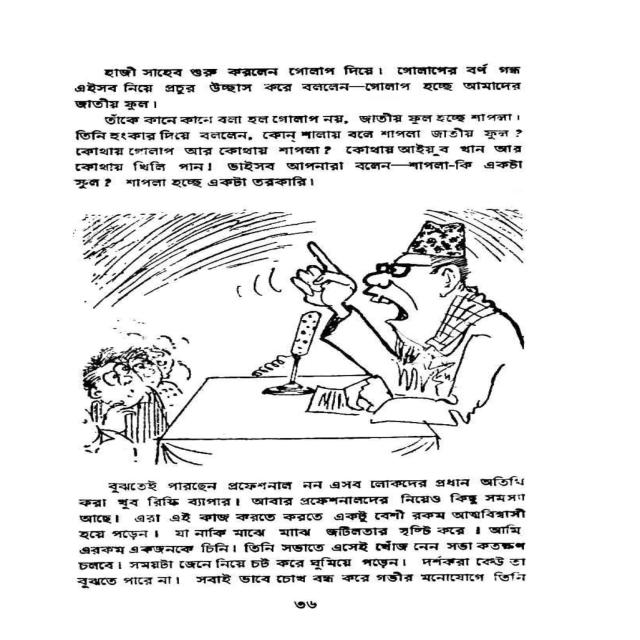 হাজী সাহেব শুরু করলেন গোলাপ দিয়ে। গোলাপের বর্ণ গন্ধ
এইসব নিয়ে প্রচুর উচ্ছাস করে বললেন—গোলাপ হচ্ছে আমাদের
জাতীয় ফুল।
তাঁকে কানে কানে বলা হল গোলাপ নয়, জাতীয় ফুল হচ্ছে শাপলা।
তিনি হুংকার দিয়ে বললেন, কোন্ শালায় বলে শাপলা জাতীয় ফুল?
কোথায় গোলাপ আর কোথায় শাপলা? কোথায় আইয়ুব খান আর
কোথায় খিলি পান! ভাইসব আপনারা বলেন—শাপলা-কি একটা
ফুল? শাপলা হচ্ছে একটা তরকারি।
বুঝতেই পারছেন প্রফেশনাল নন এসব লোকদের প্রধান অতিথি
করা খুব রিস্কি ব্যাপার। আবার প্রফেশনালদের নিয়েও কিছু সমস্যা
আছে। এরা এই কাজ করতে করতে একটু বেশী রকম আত্মবিশ্বাসী
হয়ে পড়েন। যা নাকি মাঝে মাঝি জটিলতার সৃষ্টি করে। আমি
এরকম একজনকে চিনি। তিনি সভাতে এসেই খোঁজ নেন সভা কতক্ষণ
চলবে। সময়টা জেনে নিয়ে চট করে ঘুমিয়ে পড়েন। দর্শকরা কেউ তা
বুঝতে পারে না। সবাই ভাবে চোখ বন্ধ করে গভীর মনোযোগে তিনি
৩৬